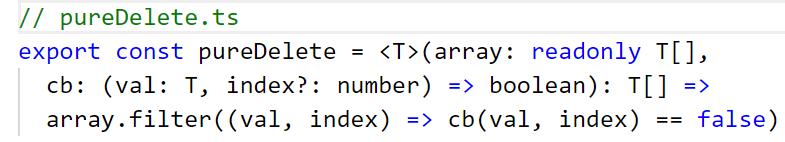 // pureDelete.ts
export const pureDelete = <T>(array: readonly T[],
  cb: (val: T, index?: number) => boolean): T[] =>
  array.filter((val, index) => cb(val, index) == false)